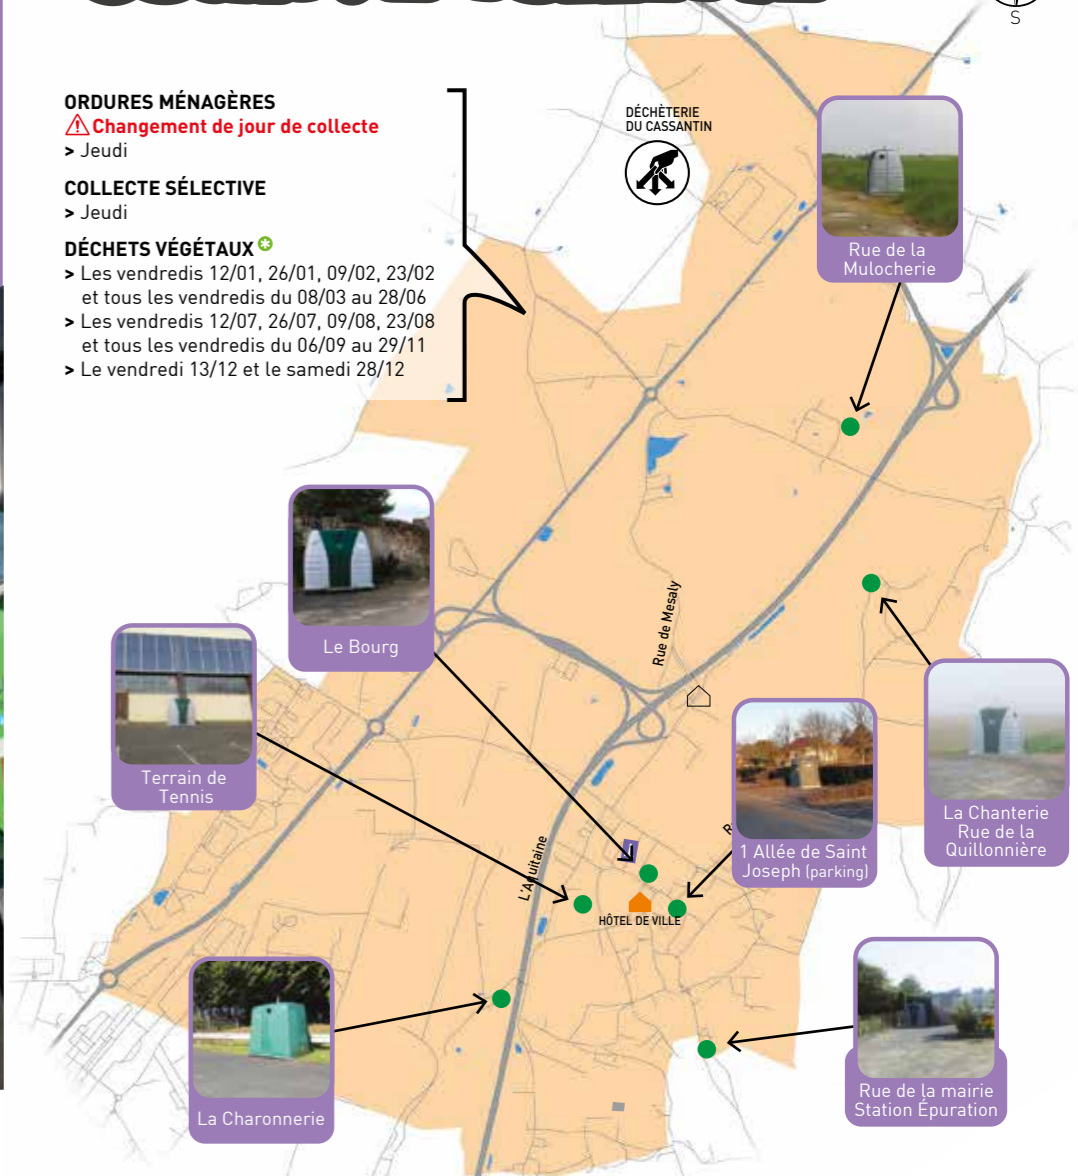 S
ORDURES MÉNAGÈRES
Changement de jour de collecte
> Jeudi
COLLECTE SÉLECTIVE
> Jeudi
DÉCHETS VÉGÉTAUX
> Les vendredis 12/01, 26/01, 09/02, 23/02
et tous les vendredis du 08/03 au 28/06
> Les vendredis 12/07, 26/07, 09/08, 23/08
et tous les vendredis du 06/09 au 29/11
> Le vendredi 13/12 et le samedi 28/12
DÉCHÈTERIE
DU CASSANTIN
Rue de la
Mulocherie
Le Bourg
Rue de Mesaly
Terrain de
Tennis
La Chanterie
Rue de la
Quillonnière
1 Allée de Saint
Joseph (parking)
L'Aquitaine
HÔTEL DE VILLE
La Charonnerie
Rue de la mairie
Station Épuration